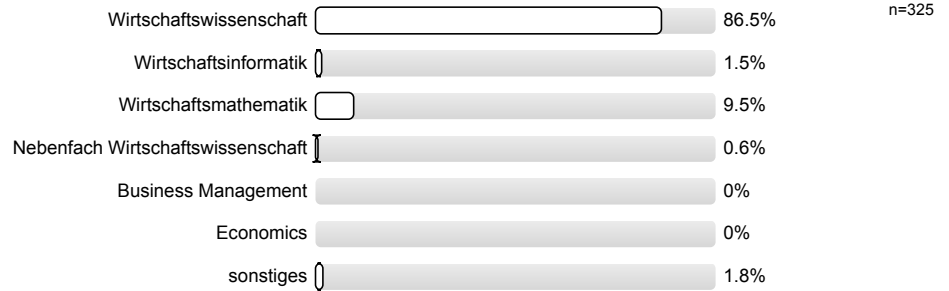 Wirtschaftswissenschaft 86.5% n=325
Wirtschaftsinformatik 1.5%
Wirtschaftsmathematik 9.5%
Nebenfach Wirtschaftswissenschaft 0.6%
Business Management 0%
Economics 0%
sonstiges 1.8%